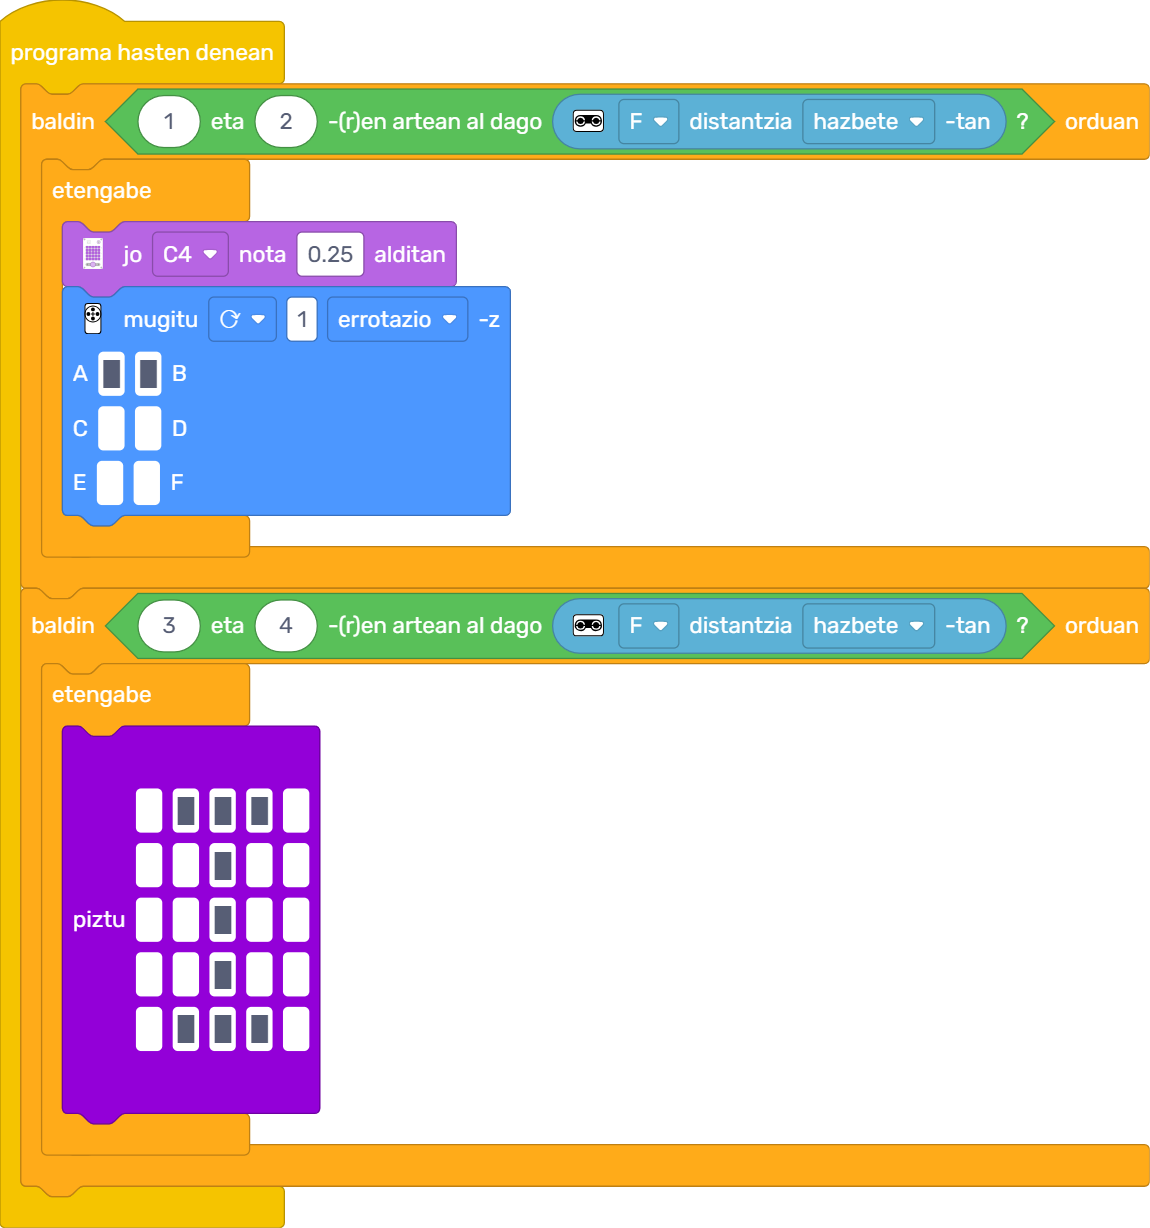 programa hasten denean
baldin 1 eta 2 -(r)en artean al dago F distantzia hazbete -tan ? orduan
etengabe
jo C4 nota 0.25 alditan
mugitu 1 errotazio -z
A B
C D
E F
baldin 3 eta 4 -(r)en artean al dago F distantzia hazbete -tan ? orduan
etengabe
piztu